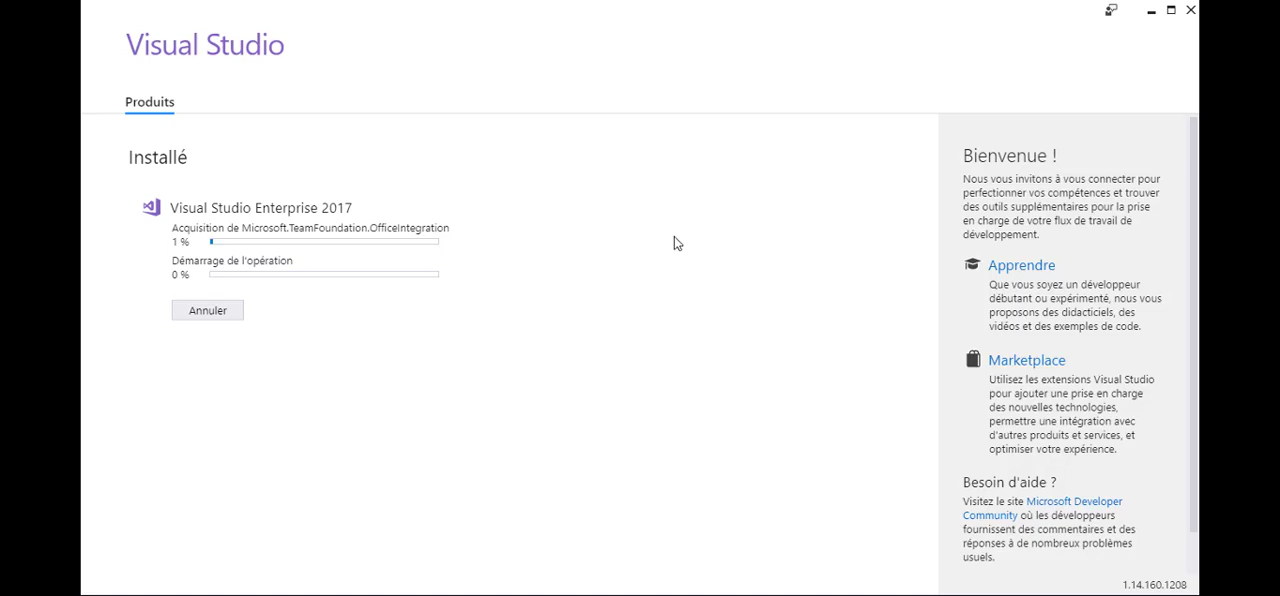 Visual Studio
Produits
Installé
Visual Studio Enterprise 2017
Acquisition de Microsoft.TeamFoundation.OfficeIntegration
1 %
Démarrage de l'opération
0 %
Annuler
Bienvenue !
Nous vous invitons à vous connecter pour
perfectionner vos compétences et trouver
des outils supplémentaires pour la prise
en charge de votre flux de travail de
développement.
Apprendre
Que vous soyez un développeur
débutant ou expérimenté, nous vous
proposons des didacticiels, des
vidéos et des exemples de code.
Marketplace
Utilisez les extensions Visual Studio
pour ajouter une prise en charge
des nouvelles technologies,
permettre une intégration avec
d'autres produits et services, et
optimiser votre expérience.
Besoin d'aide ?
Visitez le site Microsoft Developer
Community où les développeurs
fournissent des commentaires et des
réponses à de nombreux problèmes
usuels.
1.14.160.1208